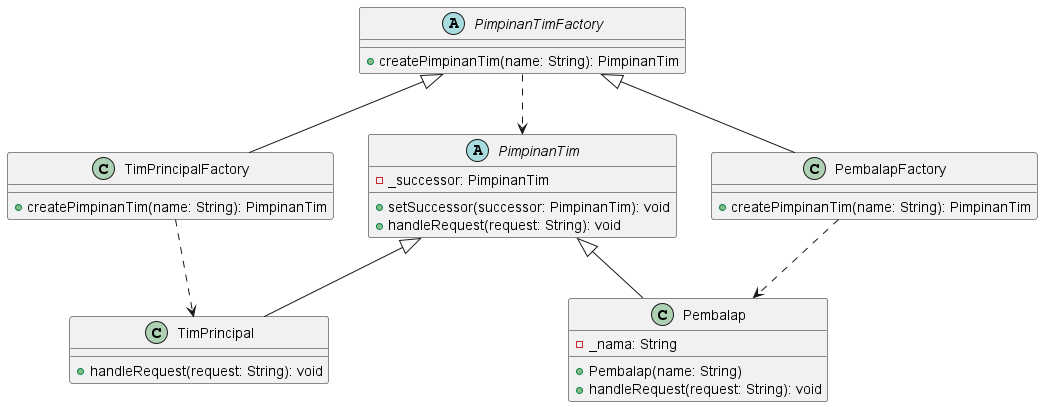 A PimpinanTimFactory
createPimpinanTim(name: String): PimpinanTim
C TimPrincipalFactory
createPimpinanTim(name: String): PimpinanTim
A PimpinanTim
_successor: PimpinanTim
setSuccessor(successor: PimpinanTim): void
handleRequest(request: String): void
C PembalapFactory
createPimpinanTim(name: String): PimpinanTim
C TimPrincipal
handleRequest(request: String): void
C Pembalap
_nama: String
Pembalap(name: String)
handleRequest(request: String): void